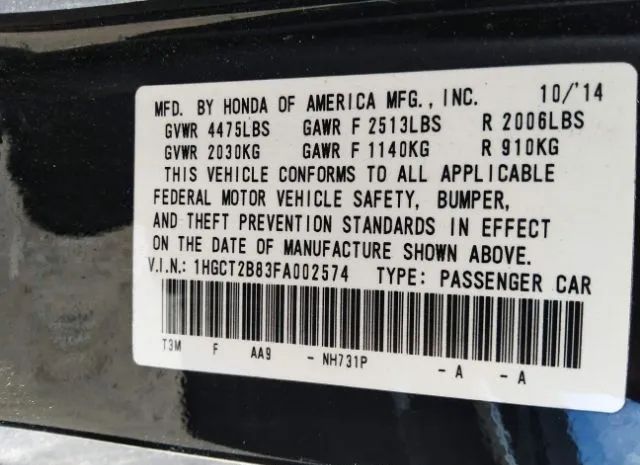 MFD. BY HONDA OF AMERICA MFG., INC. 10/'14
GVWR 4475LBS GAWR F 2513LBS R 2006LBS
GVWR 2030KG GAWR F 1140KG R 910KG
THIS VEHICLE CONFORMS TO ALL APPLICABLE
FEDERAL MOTOR VEHICLE SAFETY, BUMPER,
AND THEFT PREVENTION STANDARDS IN EFFECT
ON THE DATE OF MANUFACTURE SHOWN ABOVE.
V.I.N.: 1HGCT2B83FA002574 TYPE: PASSENGER CAR
T3M F AA9 - NH731P - A - A